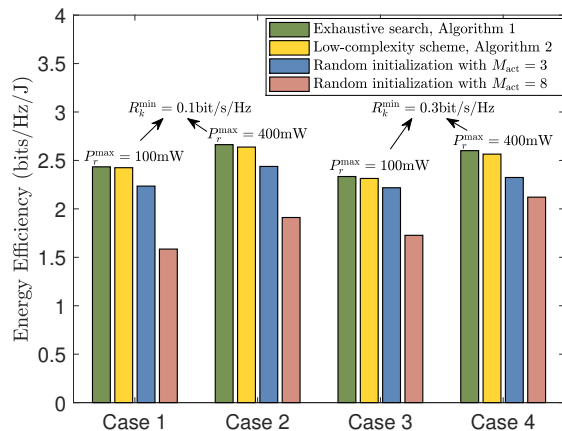 Exhaustive search, Algorithm 1
Low-complexity scheme, Algorithm 2
Random initialization with M_act = 3
Random initialization with M_act = 8
R_k^min = 0.1bit/s/Hz
R_k^min = 0.3bit/s/Hz
P_r^max = 100mW
P_r^max = 400mW
P_r^max = 100mW
P_r^max = 400mW
Energy Efficiency (bits/Hz/J)
4
3.5
3
2.5
2
1.5
1
0.5
0
Case 1
Case 2
Case 3
Case 4